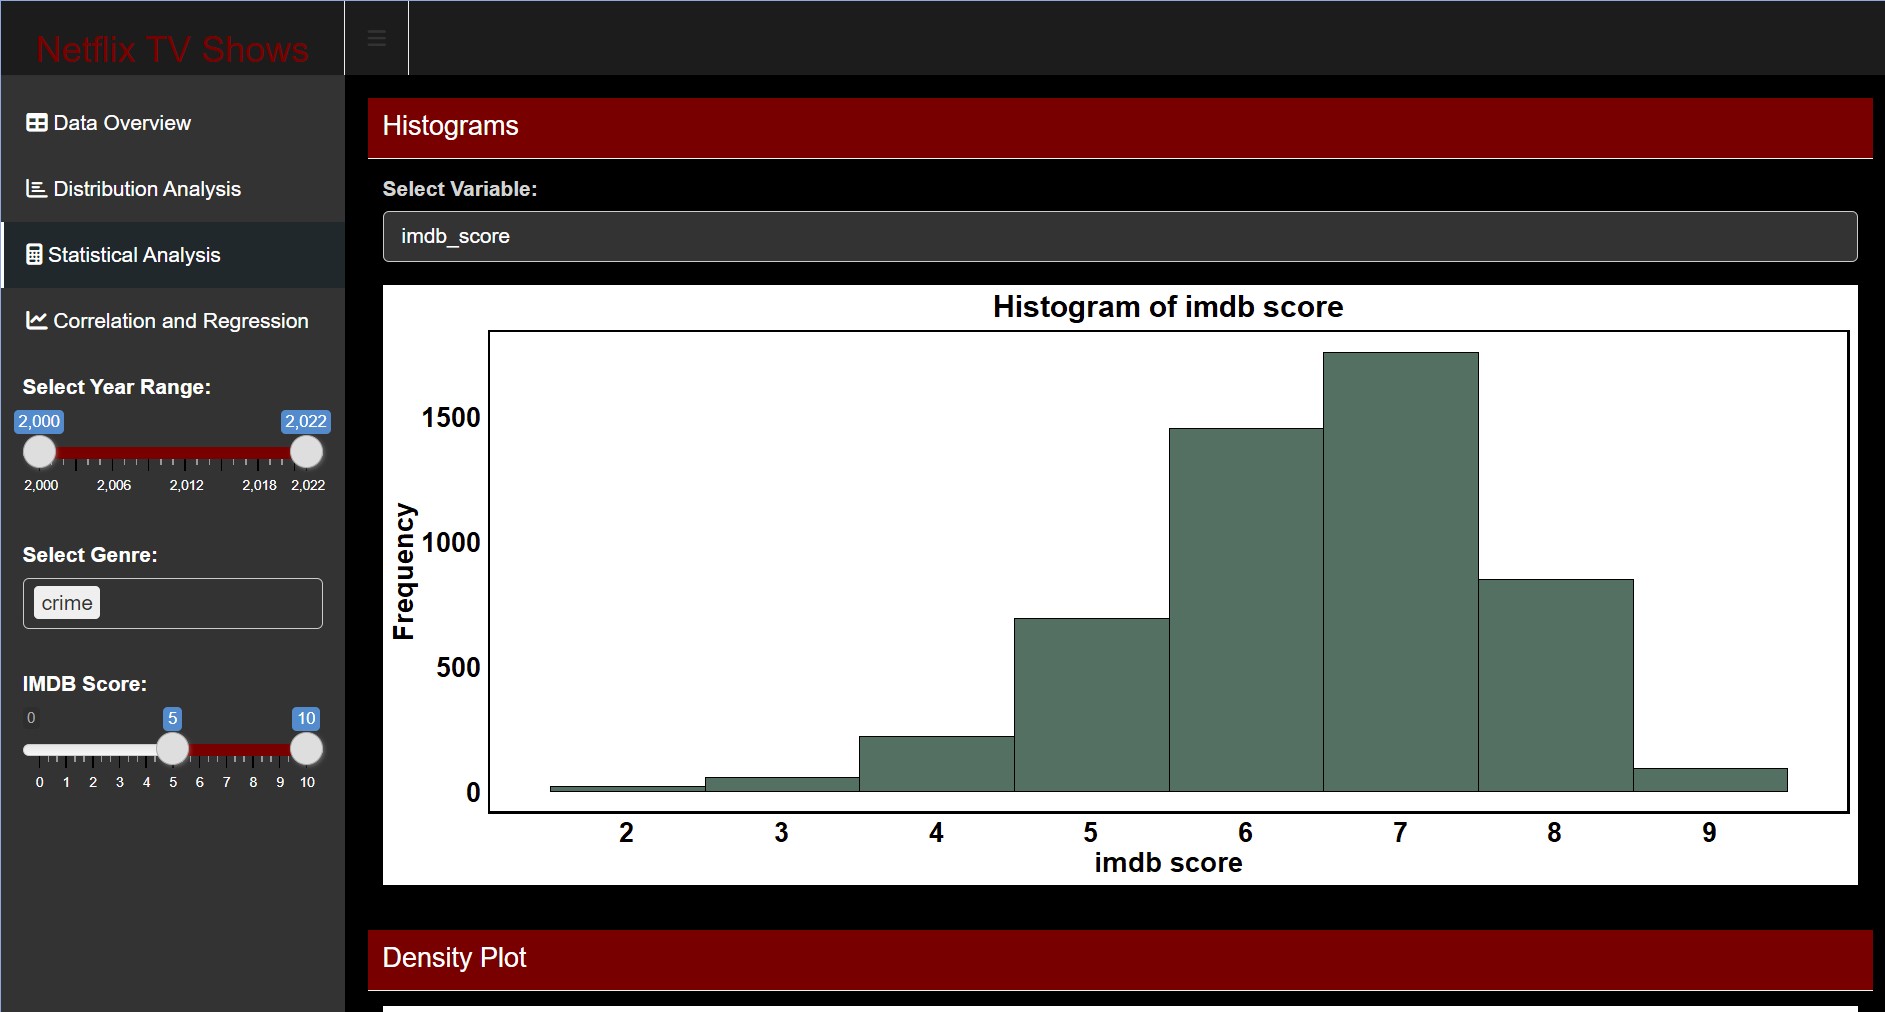 Netflix TV Shows
Data Overview
Distribution Analysis
Statistical Analysis
Correlation and Regression
Select Year Range:
2,000 2,022
2,000 2,006 2,012 2,018 2,022
Select Genre:
crime
IMDB Score:
0 5 10
0 1 2 3 4 5 6 7 8 9 10
Histograms
Select Variable:
imdb_score
Histogram of imdb score
Frequency
1500
1000
500
0
2 3 4 5 6 7 8 9
imdb score
Density Plot